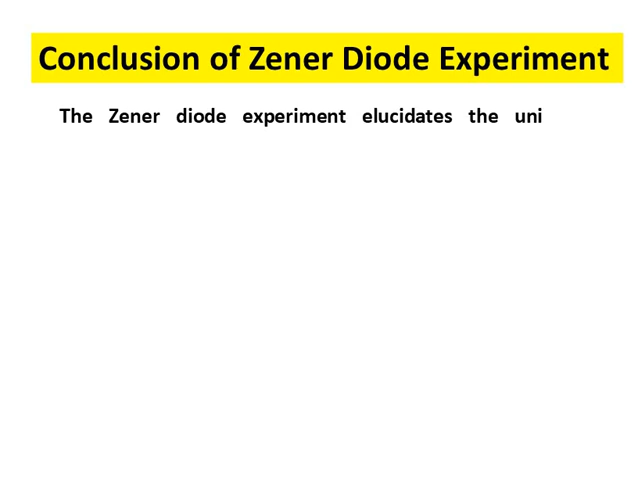 Conclusion of Zener Diode Experiment
The Zener diode experiment elucidates the uni